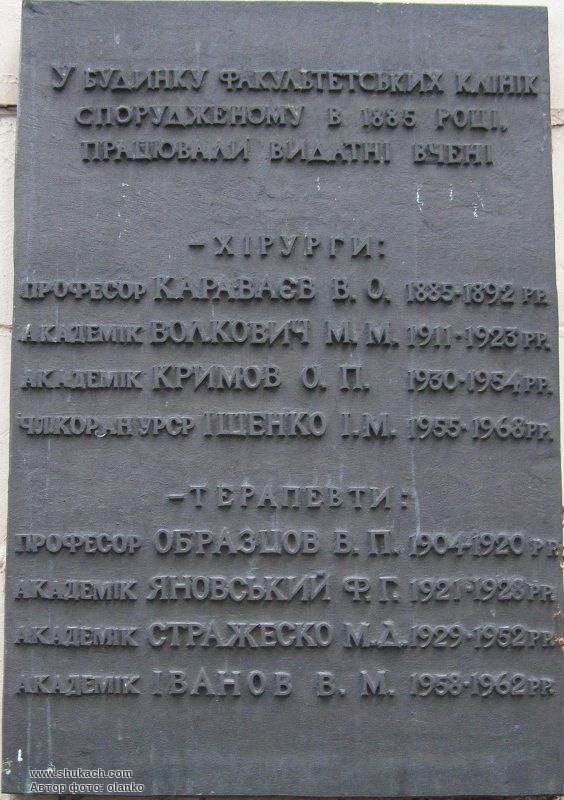 У БУДИНКУ ФАКУЛЬТЕТСЬКИХ КЛІНІК
СПОРУДЖЕНОМУ В 1885 РОЦІ,
ПРАЦЮВАЛИ ВИДАТНІ ВЧЕНІ
-ХІРУРГИ:
ПРОФЕСОР КАРАВАЄВ В. О. 1885-1892 РР.
АКАДЕМІК ВОЛКОВИЧ М. М. 1911-1923 РР.
АКАДЕМІК КРИМОВ О. П. 1930-1954 РР.
ЧЛ.КОР.АН УРСР ІЩЕНКО І.М. 1955-1968 РР.
-ТЕРАПЕВТИ:
ПРОФЕСОР ОБРАЗЦОВ В. П. 1904-1920 РР.
АКАДЕМІК ЯНОВСЬКИЙ Ф. Г. 1921-1928 РР.
АКАДЕМІК СТРАЖЕСКО М. Д. 1929-1952 РР.
АКАДЕМІК ІВАНОВ В. М. 1958-1962 РР.
www.shukach.com
Автор фото: olanko